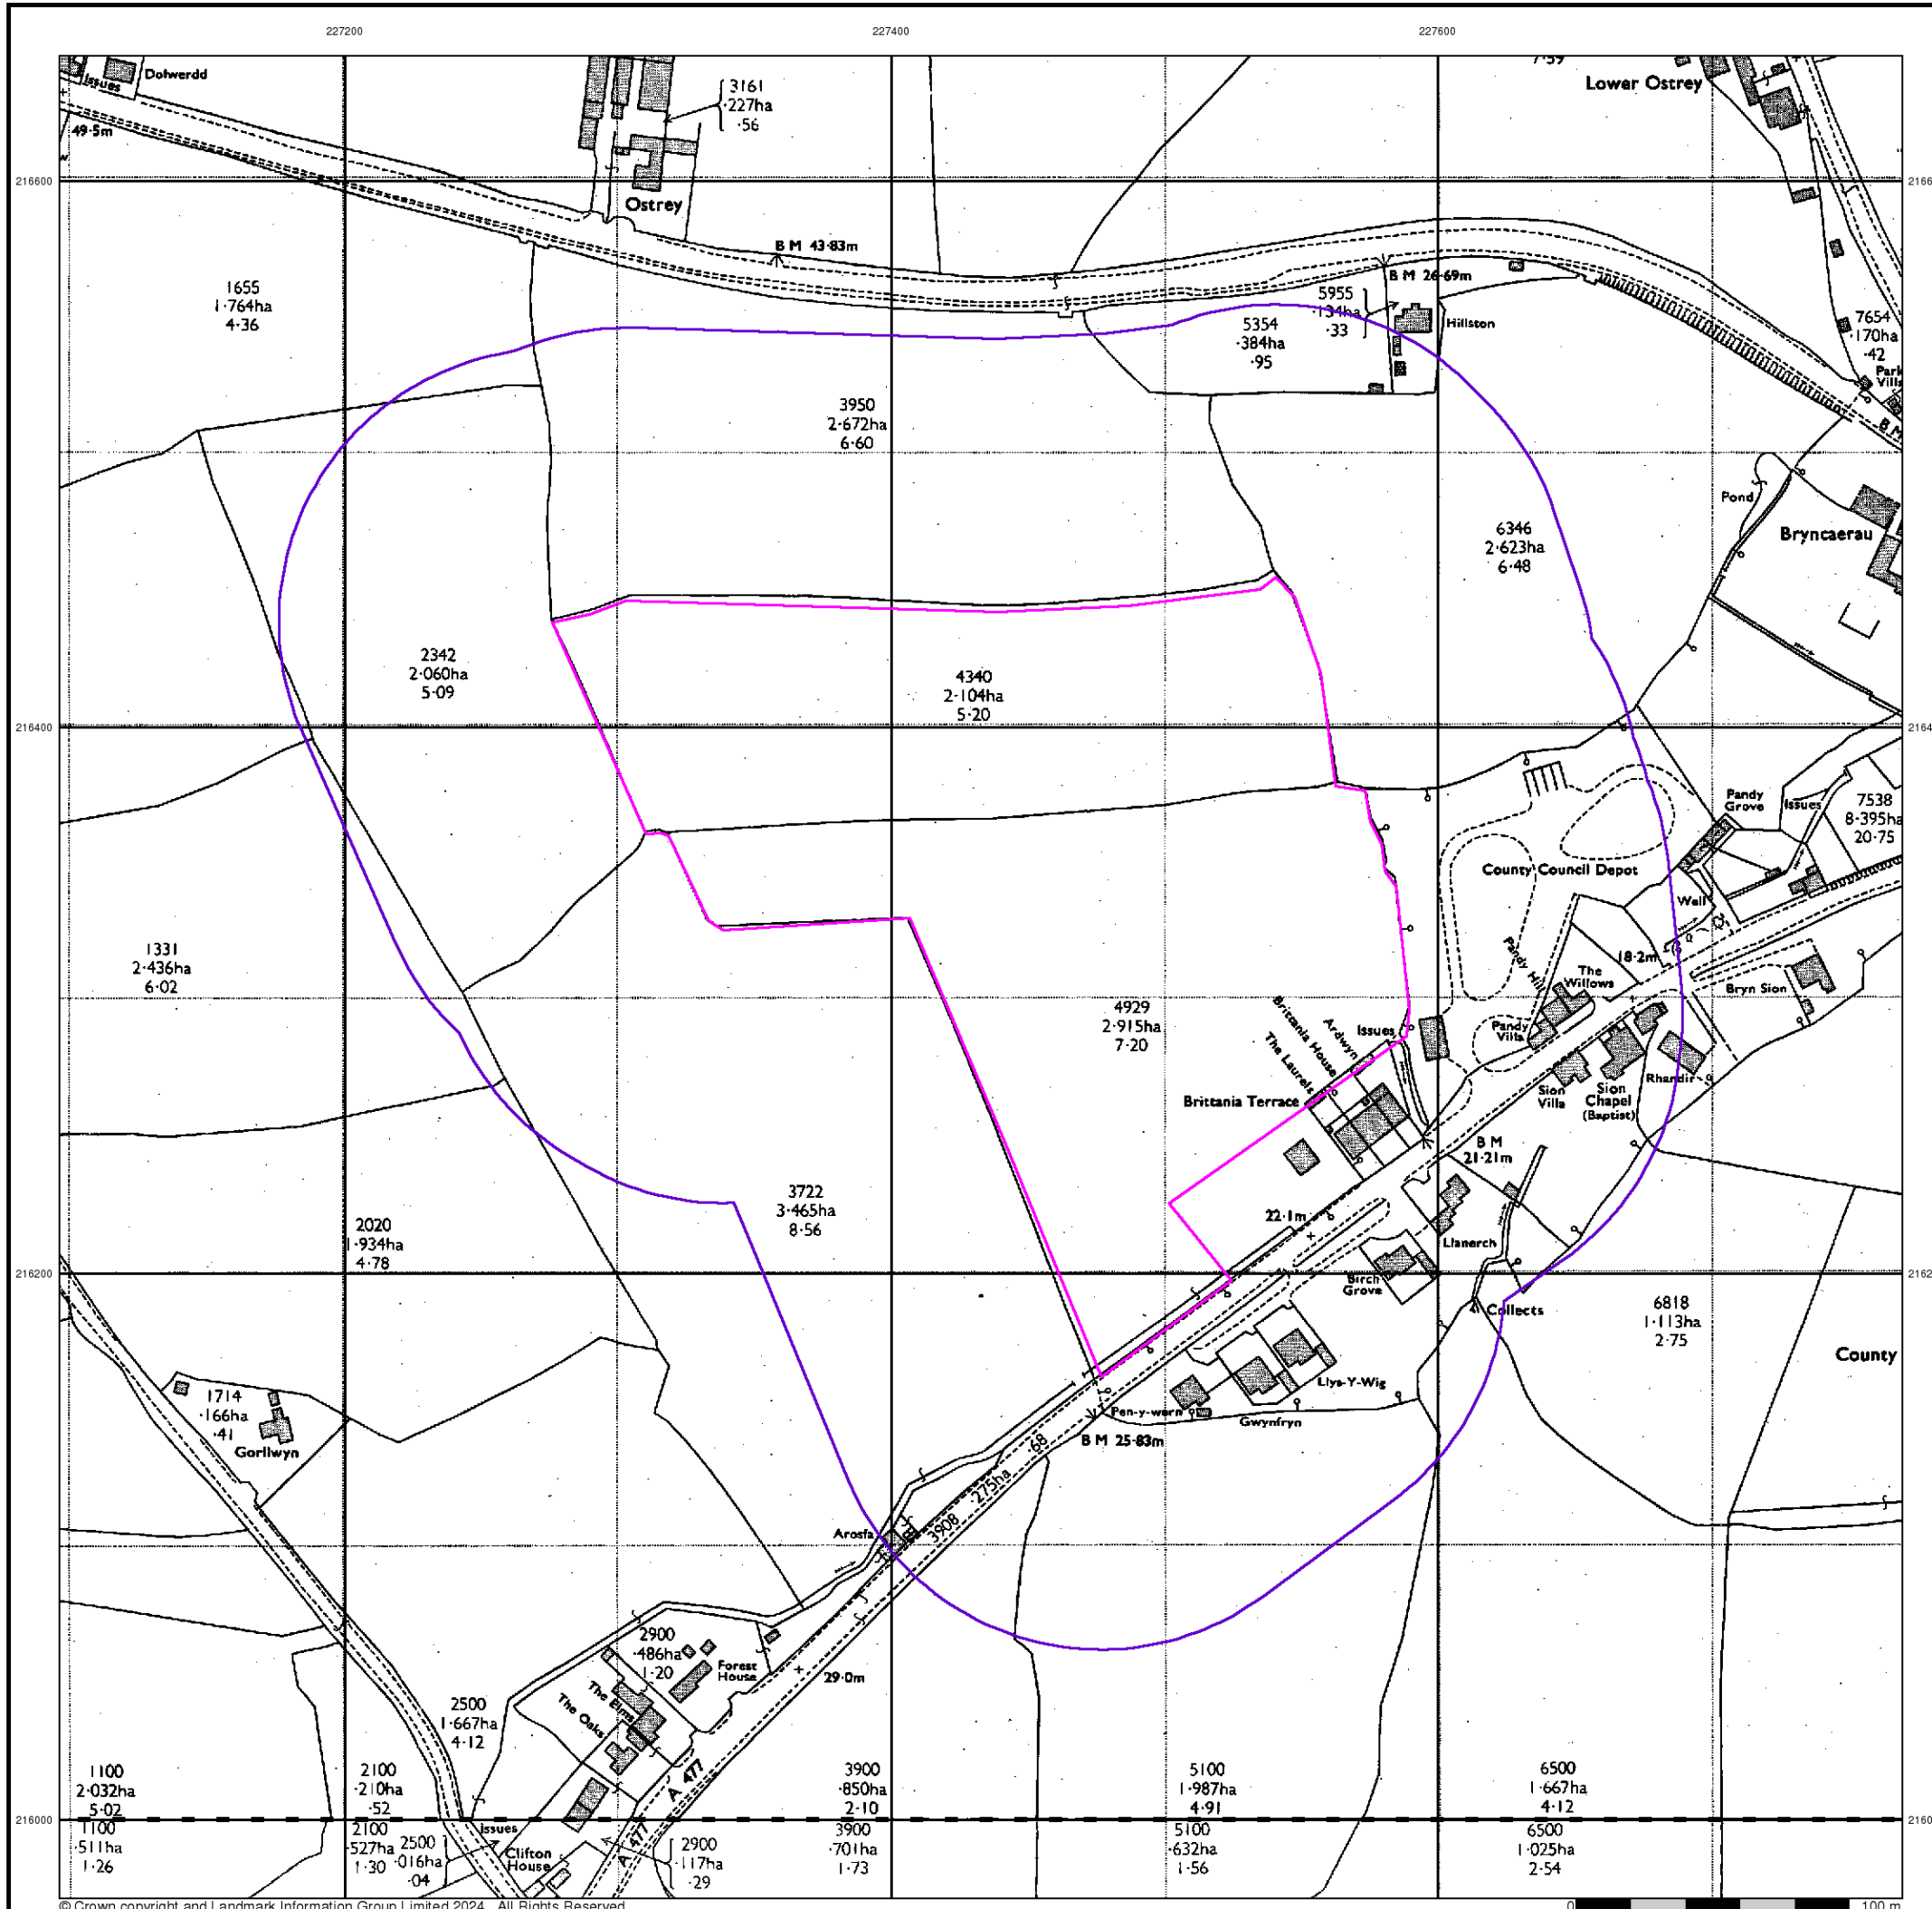 227200
227400
227600
Dolwerd
Issues
49·5m
3161
·227ha
·56
7·59
Lower Ostrey
216600
Ostrey
B M 43·83m
B M 26·69m
1655
1·764ha
4·36
5955
·134ha
·33
Hillston
5354
·384ha
·95
7654
·170ha
·42
3950
2·672ha
6·60
Pond
6346
2·623ha
6·48
Bryncaerau
2342
2·060ha
5·09
4340
2·104ha
5·20
216400
Pandy
Grove
Issues
7538
8·395ha
20·75
County Council Depot
Well
1331
2·436ha
6·02
Pandy Hill
18·2m
The
Willows
Bryn Sion
4929
2·915ha
7·20
Brittania House
Ardwyn
The Laurels
Issues
Pandy
Villa
Brittania Terrace
Sion
Villa
Sion
Chapel
(Baptist)
Rhandir
B M
21·21m
3722
3·465ha
8·56
2020
1·934ha
4·78
22·1m
Llanerch
216200
Birch
Grove
Collects
6818
1·113ha
2·75
County
1714
·166ha
·41
Gorllwyn
Llys-Y-Wig
Pen-y-warn
Gwynfryn
B M 25·83m
·68
·275ha
3908
Arosfa
2900
·486ha
1·20
Forest
House
29·0m
The Elms
The Oaks
2500
1·667ha
4·12
A 477
1100
2·032ha
5·02
2100
·210ha
·52
3900
·850ha
2·10
5100
1·987ha
4·91
6500
1·667ha
4·12
216000
1100
·511ha
1·26
2100
·527ha
1·30
2500
·016ha
·04
Issues
Clifton
House
A 477
2900
·117ha
·29
3900
·701ha
1·73
5100
·632ha
1·56
6500
1·025ha
2·54
© Crown copyright and Landmark Information Group Limited 2024. All Rights Reserved.
0
100 m